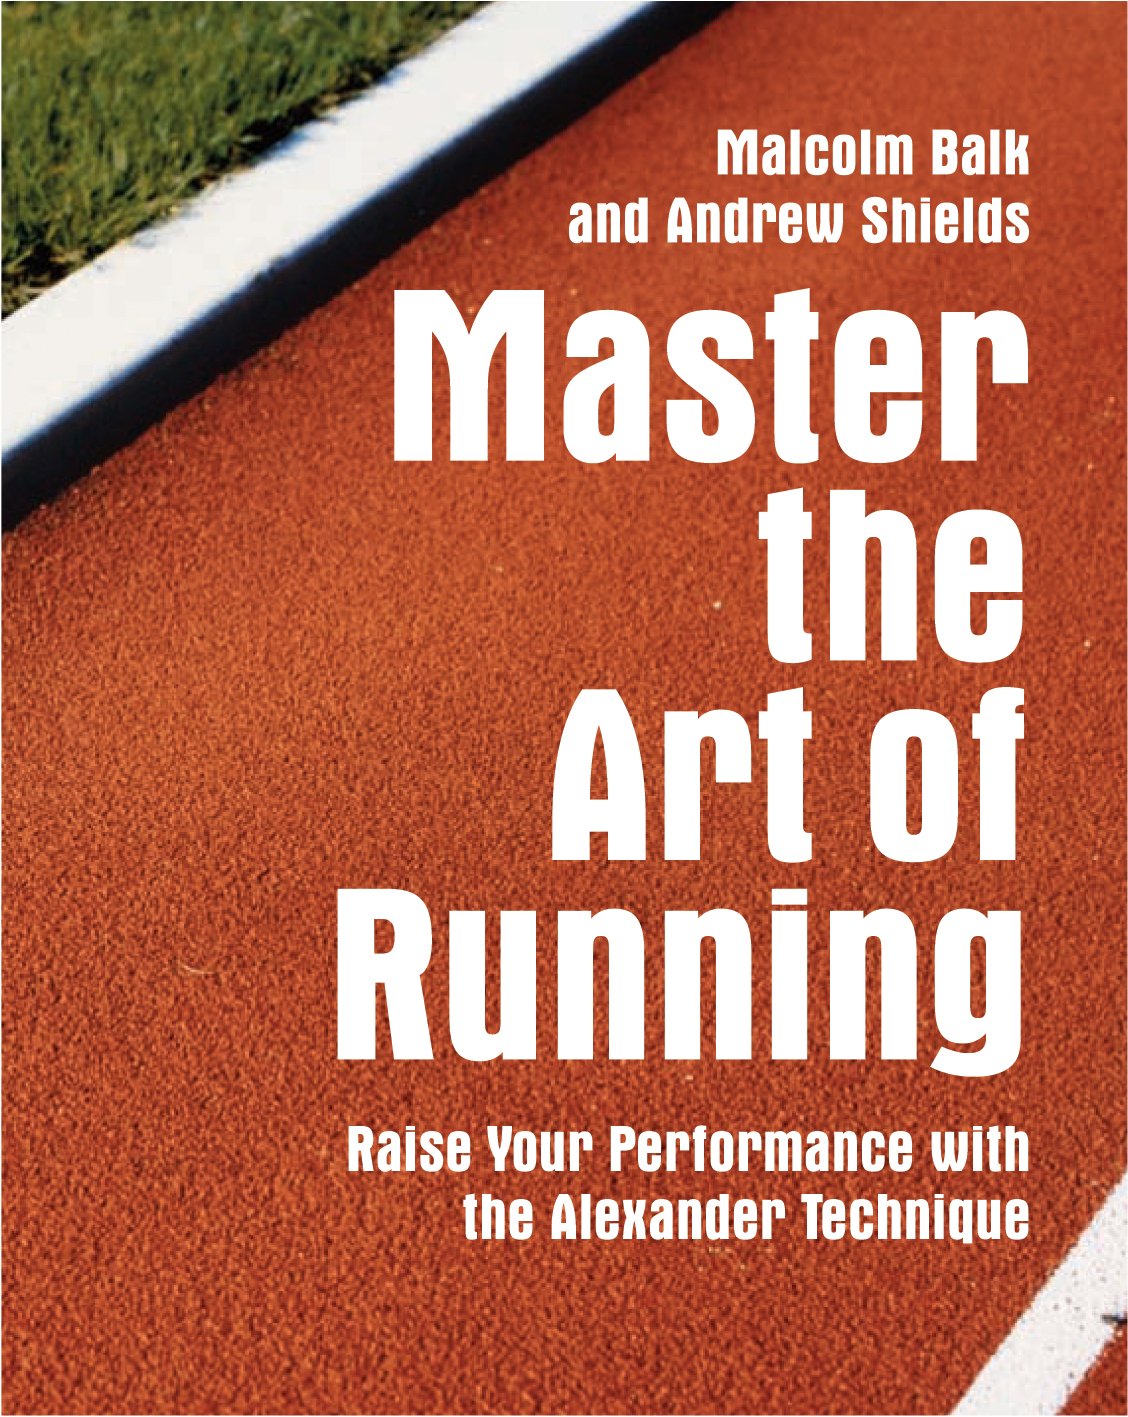 Malcolm Balk
and Andrew Shields
Master
the
Art of
Running
Raise Your Performance with
the Alexander Technique